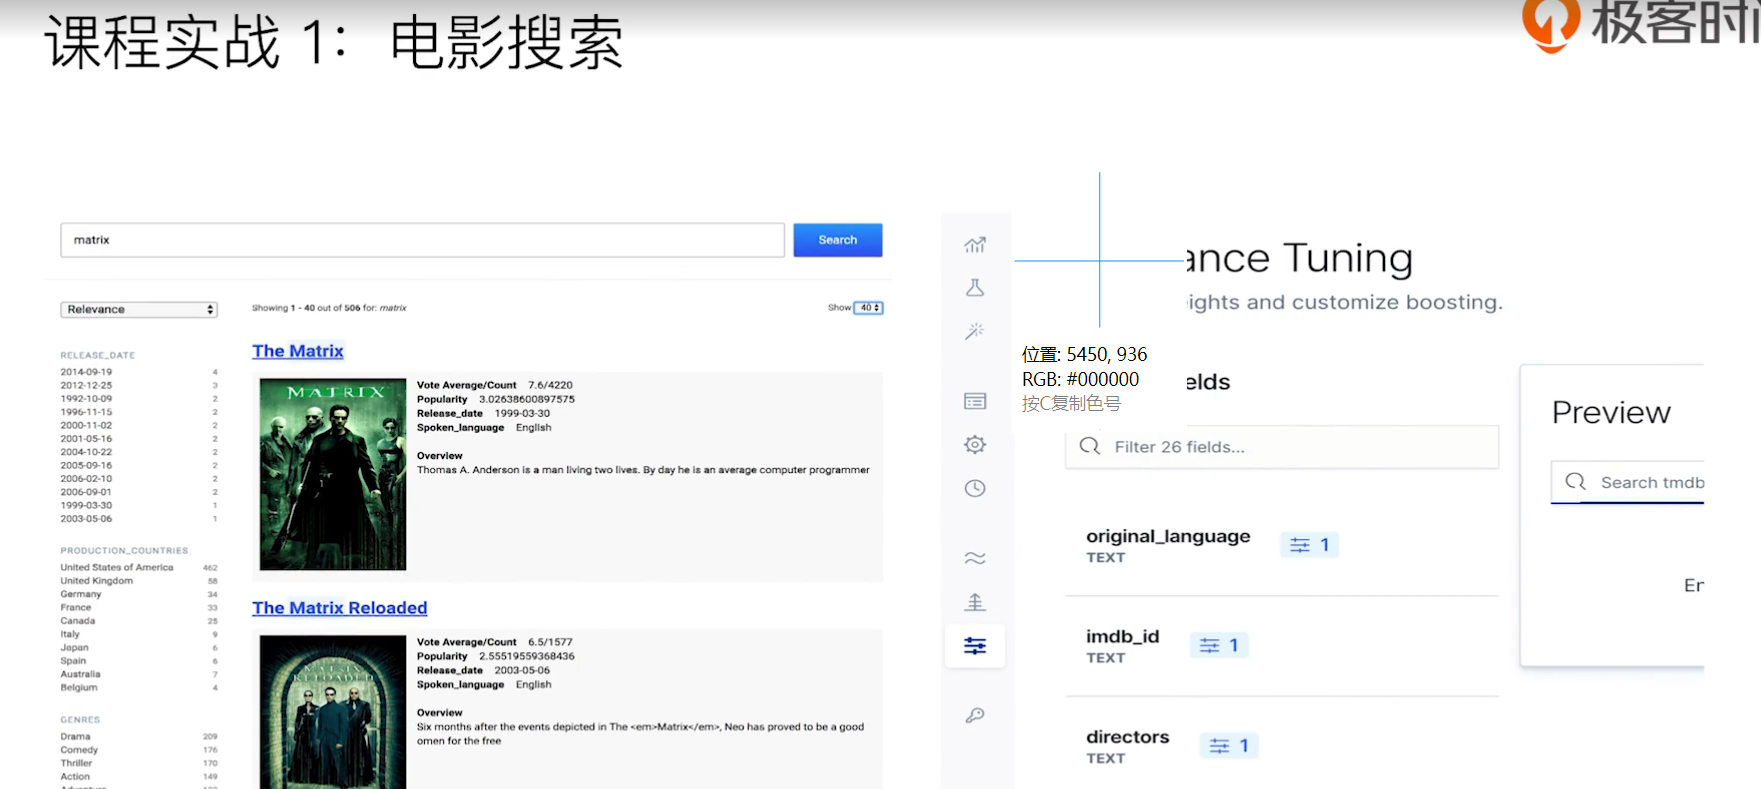 课程实战 1：电影搜索
极客时间
matrix
Search
Relevance
Showing 1 - 40 out of 506 for: matrix
Show 40
RELEASE_DATE
2014-09-19 4
2012-12-25 3
1992-10-09 2
1996-11-15 2
2000-11-02 2
2001-05-16 2
2004-10-22 2
2005-09-16 2
2006-02-10 2
2006-09-01 2
1999-03-30 1
2003-05-06 1
PRODUCTION_COUNTRIES
United States of America 462
United Kingdom 58
Germany 34
France 33
Canada 25
Italy 9
Japan 6
Spain 6
Australia 7
Belgium 4
GENRES
Drama 209
Comedy 176
Thriller 170
Action 149
The Matrix
MATRIX
Vote Average/Count 7.6/4220
Popularity 3.02638600897575
Release_date 1999-03-30
Spoken_language English
Overview
Thomas A. Anderson is a man living two lives. By day he is an average computer programmer
The Matrix Reloaded
MATRIX
RELOADED
Vote Average/Count 6.5/1577
Popularity 2.55519559368436
Release_date 2003-05-06
Spoken_language English
Overview
Six months after the events depicted in The <em>Matrix</em>, Neo has proved to be a good
omen for the free
ance Tuning
ights and customize boosting.
位置: 5450, 936
RGB: #000000
按C复制色号
elds
Filter 26 fields...
original_language 1
TEXT
imdb_id 1
TEXT
directors 1
TEXT
Preview
Search tmdb
Er